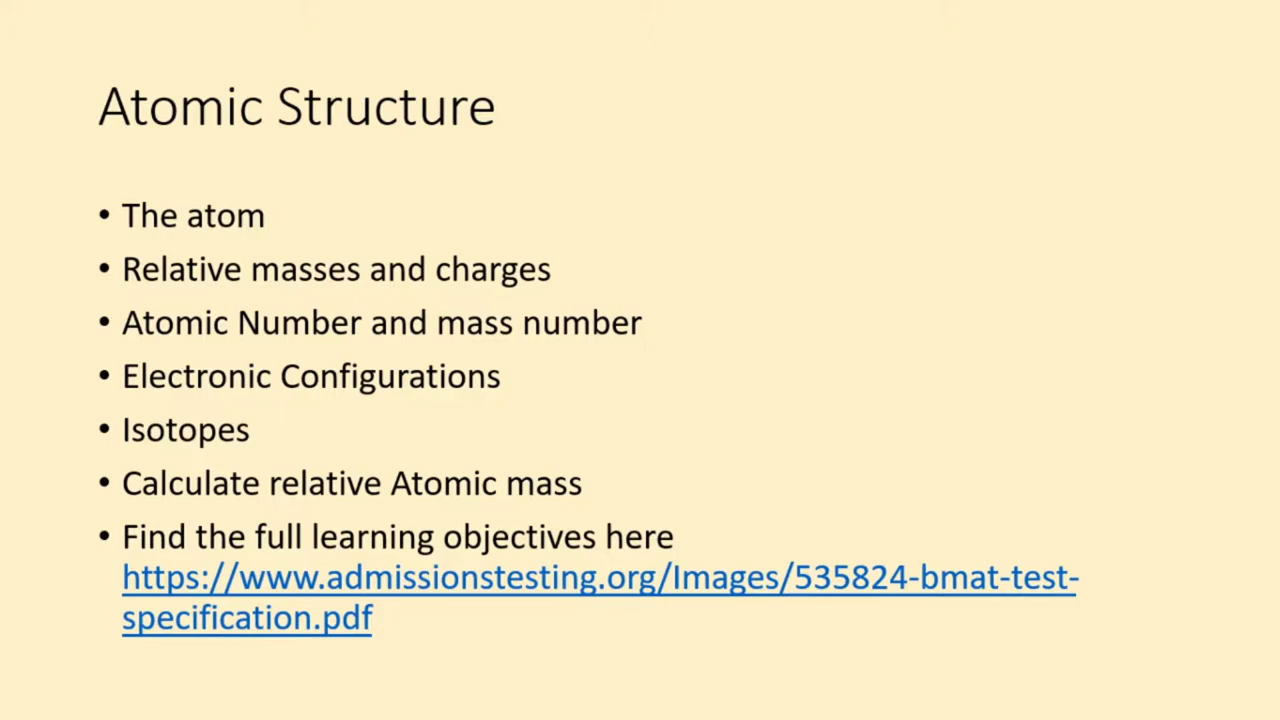 Atomic Structure
• The atom
• Relative masses and charges
• Atomic Number and mass number
• Electronic Configurations
• Isotopes
• Calculate relative Atomic mass
• Find the full learning objectives here
https://www.admissionstesting.org/Images/535824-bmat-test-
specification.pdf